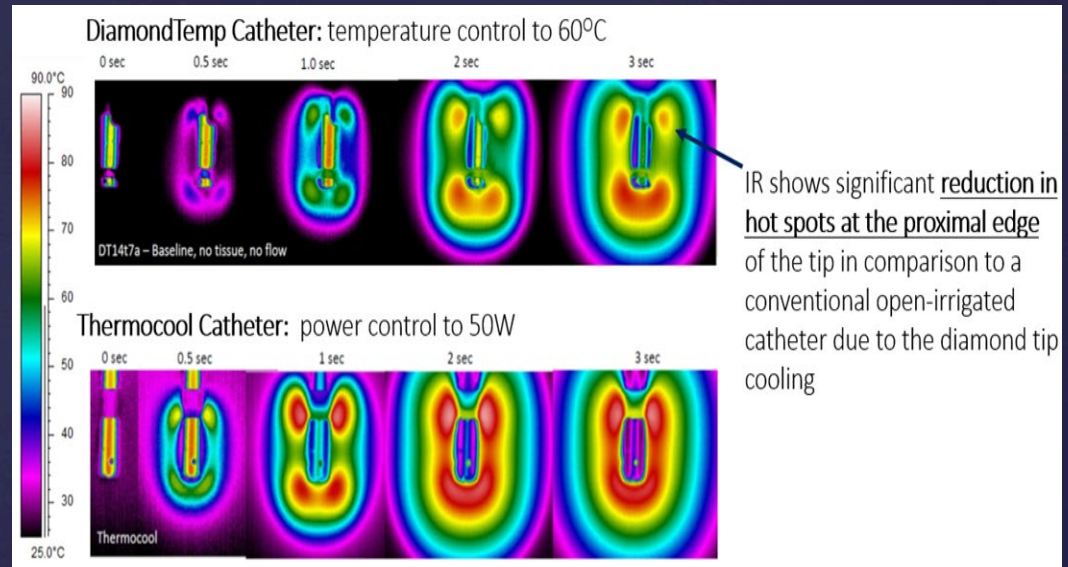 DiamondTemp Catheter: temperature control to 60⁰C
0 sec 0.5 sec 1.0 sec 2 sec 3 sec
90.0°C
90
80
70
60
50
40
30
25.0°C
DT14t7a – Baseline, no tissue, no flow
IR shows significant reduction in
hot spots at the proximal edge
of the tip in comparison to a
conventional open-irrigated
catheter due to the diamond tip
cooling
Thermocool Catheter: power control to 50W
0 sec 0.5 sec 1 sec 2 sec 3 sec
Thermocool